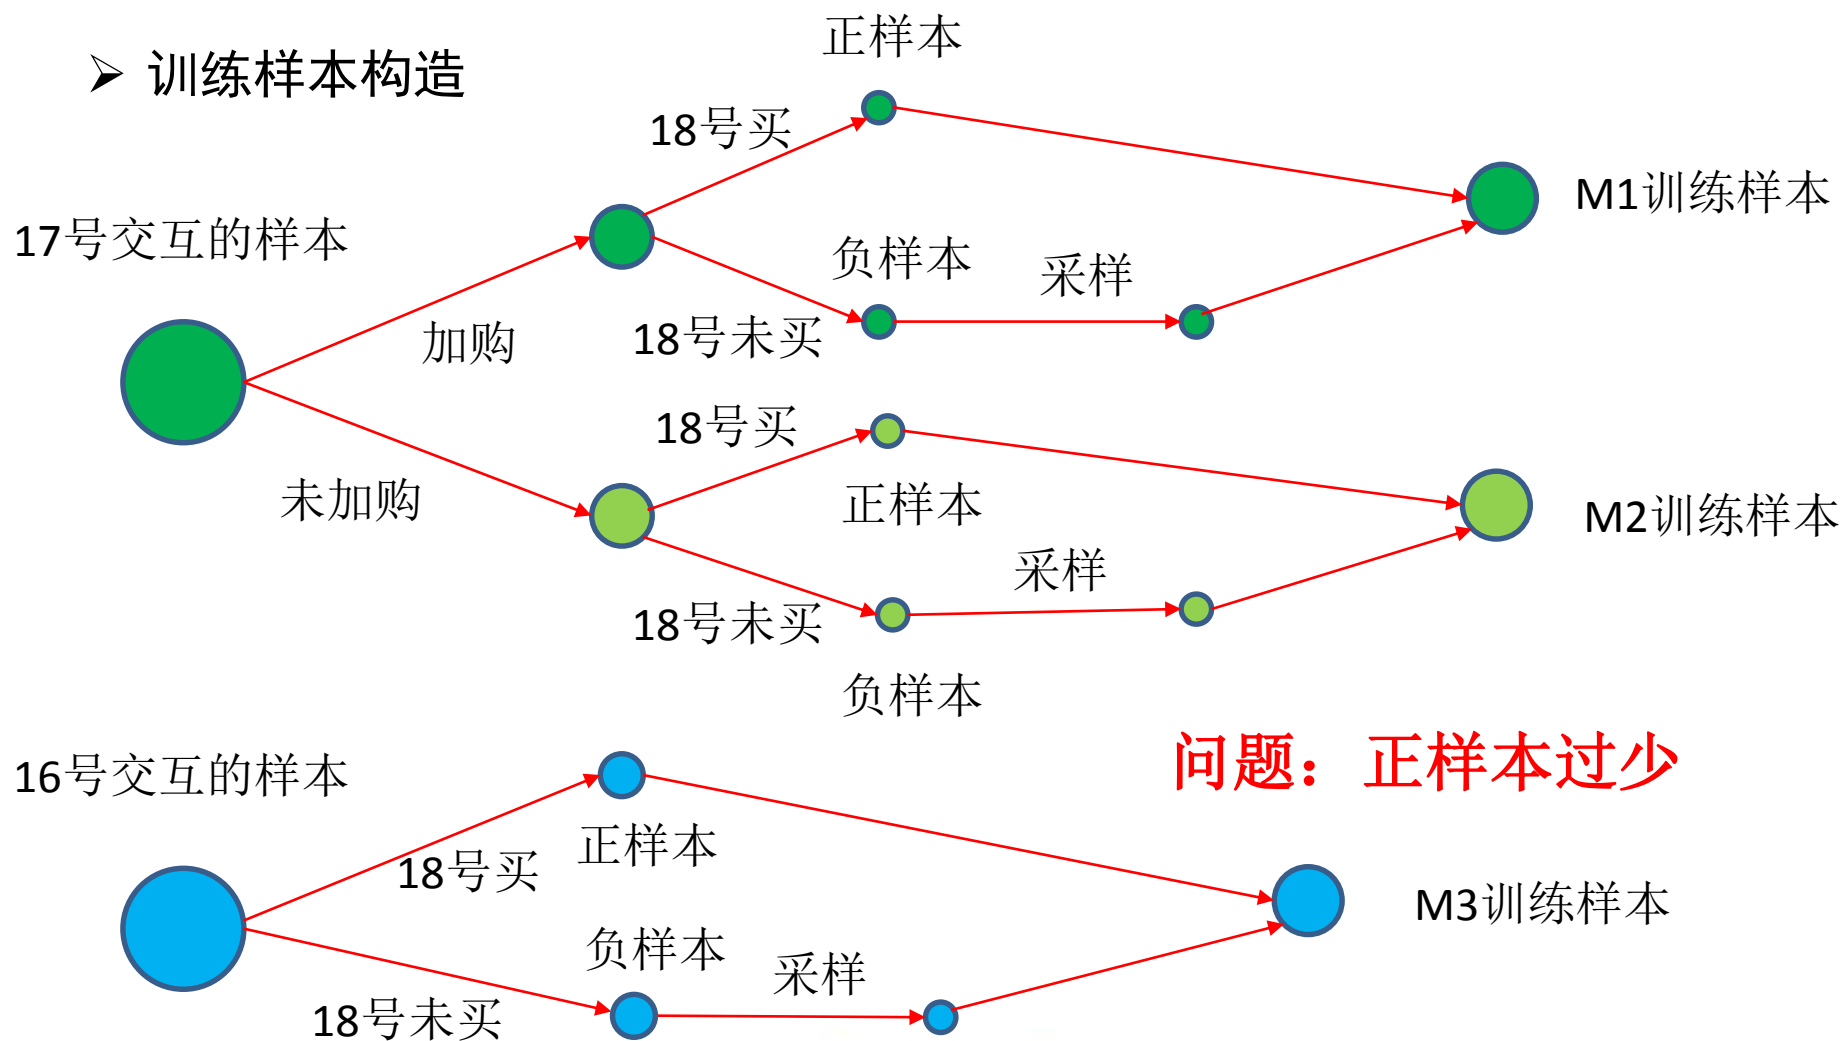 ➢ 训练样本构造
正样本
18号买
M1训练样本
17号交互的样本
负样本
采样
加购
18号未买
18号买
未加购
正样本
M2训练样本
采样
18号未买
负样本
问题：正样本过少
16号交互的样本
正样本
18号买
M3训练样本
负样本
采样
18号未买